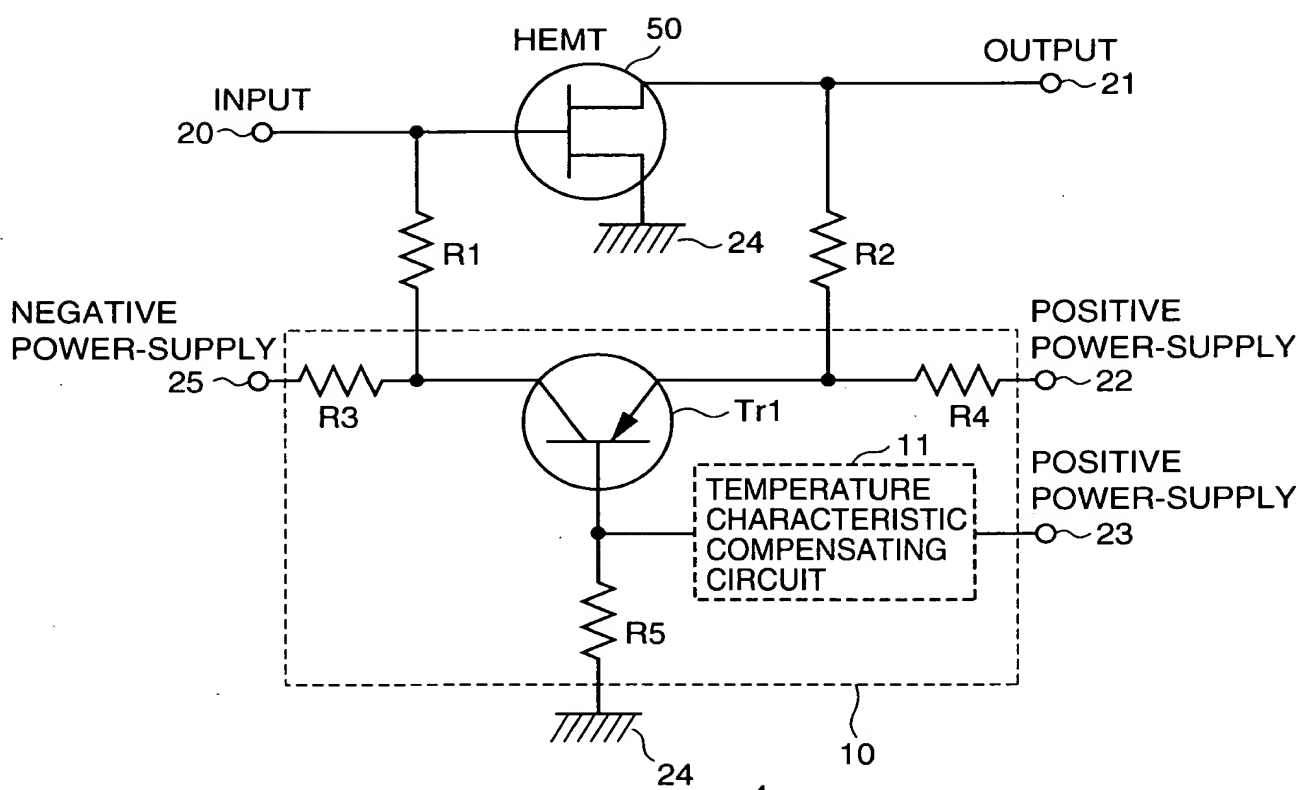 HEMT
50
OUTPUT
21
INPUT
20
24
R1
R2
NEGATIVE
POWER-SUPPLY
25
R3
Tr1
R4
POSITIVE
POWER-SUPPLY
22
11
TEMPERATURE
CHARACTERISTIC
COMPENSATING
CIRCUIT
POSITIVE
POWER-SUPPLY
23
R5
10
24